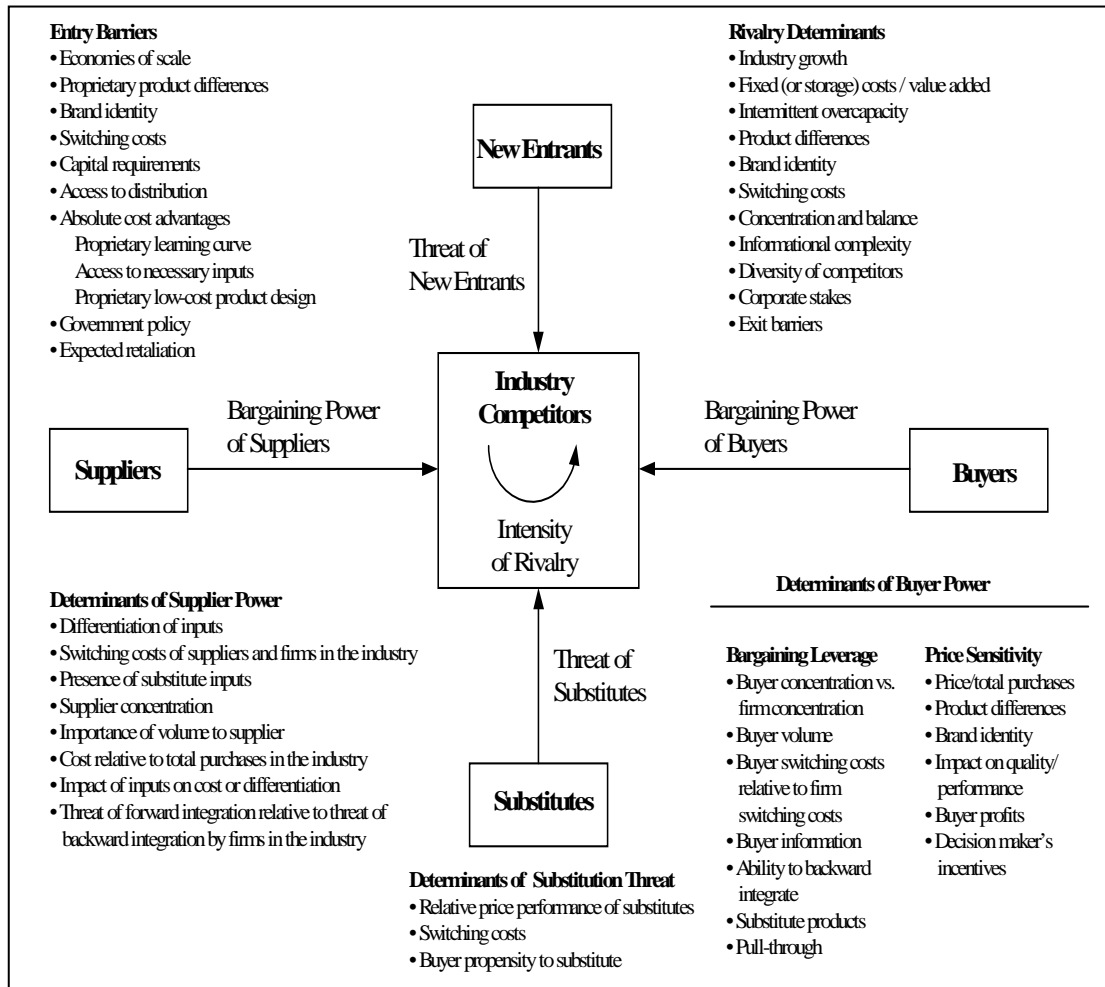 Entry Barriers
• Economies of scale
• Proprietary product differences
• Brand identity
• Switching costs
• Capital requirements
• Access to distribution
• Absolute cost advantages
Proprietary learning curve
Access to necessary inputs
Proprietary low-cost product design
• Government policy
• Expected retaliation
New Entrants
Threat of
New Entrants
Rivalry Determinants
• Industry growth
• Fixed (or storage) costs / value added
• Intermittent overcapacity
• Product differences
• Brand identity
• Switching costs
• Concentration and balance
• Informational complexity
• Diversity of competitors
• Corporate stakes
• Exit barriers
Suppliers
Bargaining Power
of Suppliers
Industry
Competitors
Intensity
of Rivalry
Bargaining Power
of Buyers
Buyers
Determinants of Supplier Power
• Differentiation of inputs
• Switching costs of suppliers and firms in the industry
• Presence of substitute inputs
• Supplier concentration
• Importance of volume to supplier
• Cost relative to total purchases in the industry
• Impact of inputs on cost or differentiation
• Threat of forward integration relative to threat of
backward integration by firms in the industry
Threat of
Substitutes
Substitutes
Determinants of Substitution Threat
• Relative price performance of substitutes
• Switching costs
• Buyer propensity to substitute
Determinants of Buyer Power
Bargaining Leverage
• Buyer concentration vs.
firm concentration
• Buyer volume
• Buyer switching costs
relative to firm
switching costs
• Buyer information
• Ability to backward
integrate
• Substitute products
• Pull-through
Price Sensitivity
• Price/total purchases
• Product differences
• Brand identity
• Impact on quality/
performance
• Buyer profits
• Decision maker's
incentives